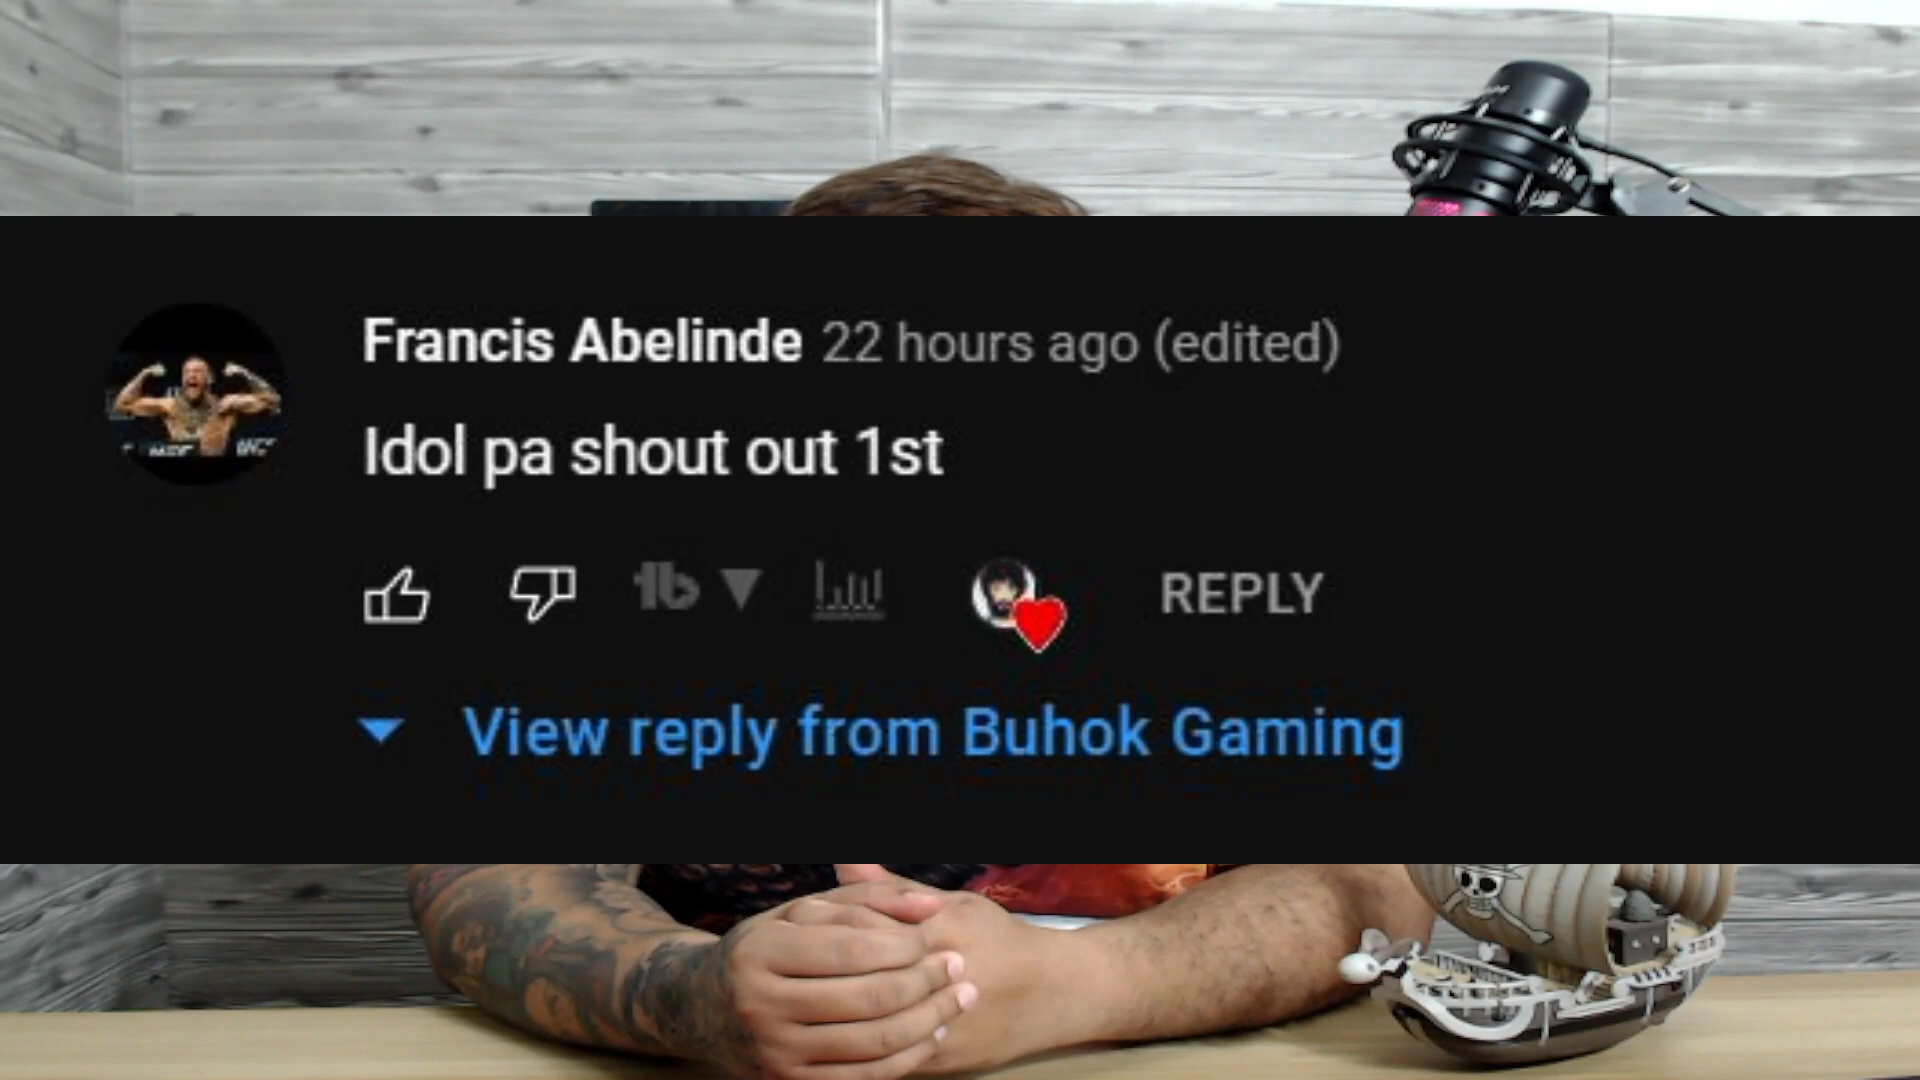 Francis Abelinde 22 hours ago (edited)
Idol pa shout out 1st
REPLY
View reply from Buhok Gaming